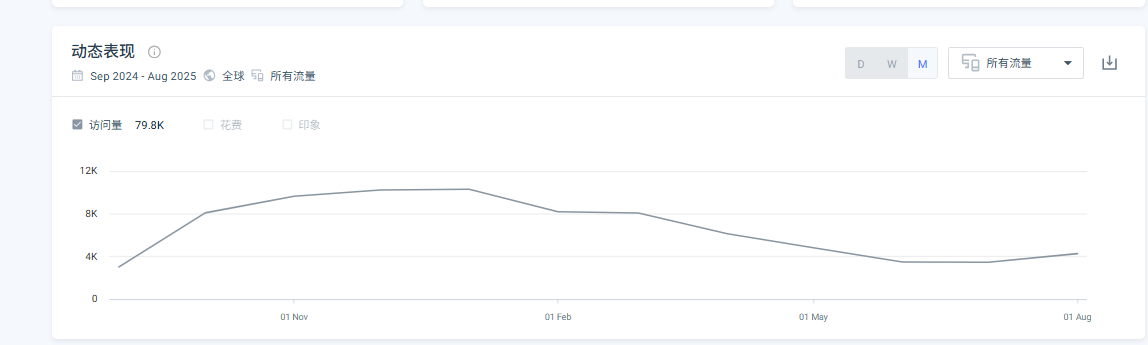 动态表现
Sep 2024 - Aug 2025 全球 所有流量
D W M 所有流量
访问量 79.8K 花费 印象
12K
8K
4K
0
01 Nov 01 Feb 01 May 01 Aug